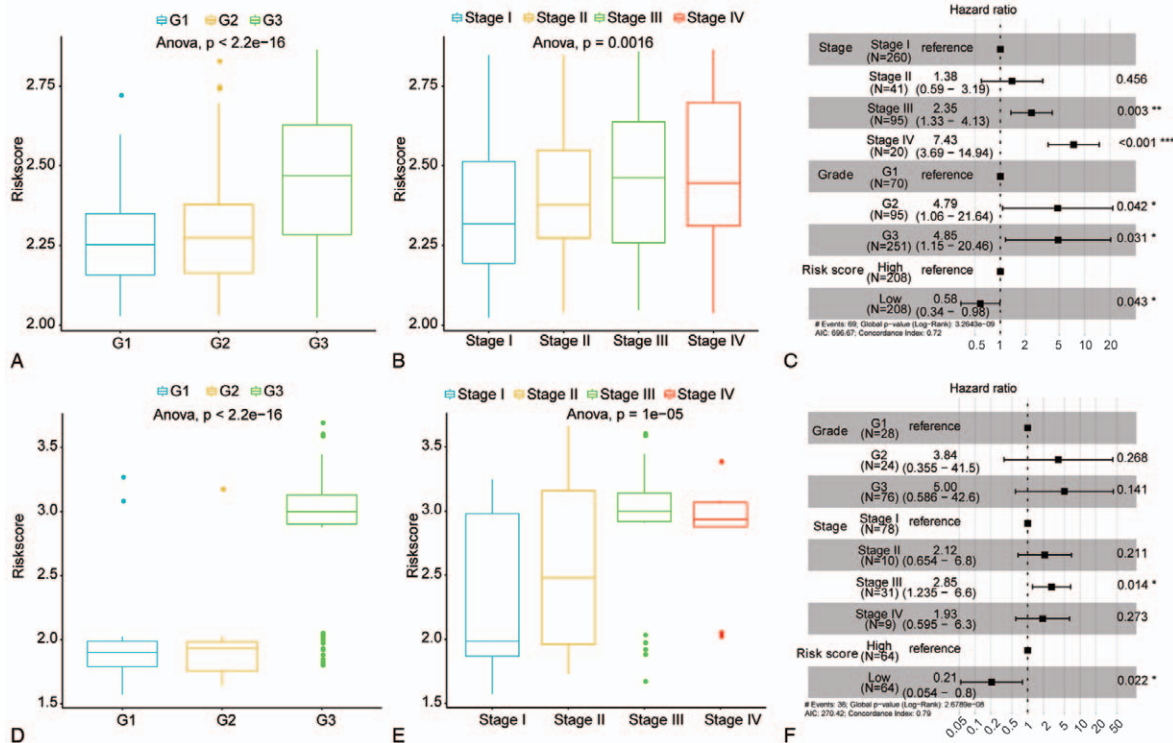 G1 G2 G3
Anova, p < 2.2e-16
Riskscore
2.75
2.50
2.25
2.00
G1 G2 G3
A
Stage I Stage II Stage III Stage IV
Anova, p = 0.0016
Riskscore
2.75
2.50
2.25
2.00
Stage I Stage II Stage III Stage IV
B
Hazard ratio
Stage Stage I (N=260) reference
Stage II (N=41) 1.38 (0.59 - 3.19) 0.456
Stage III (N=95) 2.35 (1.33 - 4.13) 0.003 **
Stage IV (N=20) 7.43 (3.69 - 14.94) <0.001 ***
Grade G1 (N=70) reference
G2 (N=95) 4.79 (1.06 - 21.64) 0.042 *
G3 (N=251) 4.85 (1.15 - 20.46) 0.031 *
Risk score High (N=208) reference
Low (N=208) 0.58 (0.34 - 0.98) 0.043 *
# Events: 69; Global p-value (Log-Rank): 3.2643e-09
AIC: 696.67; Concordance Index: 0.72
0.5 1 2 5 10 20
C
G1 G2 G3
Anova, p < 2.2e-16
Riskscore
3.5
3.0
2.5
2.0
1.5
G1 G2 G3
D
Stage I Stage II Stage III Stage IV
Anova, p = 1e-05
Riskscore
3.5
3.0
2.5
2.0
1.5
Stage I Stage II Stage III Stage IV
E
Hazard ratio
Grade G1 (N=28) reference
G2 (N=24) 3.84 (0.355 - 41.5) 0.268
G3 (N=76) 5.00 (0.586 - 42.6) 0.141
Stage Stage I (N=78) reference
Stage II (N=10) 2.12 (0.654 - 6.8) 0.211
Stage III (N=31) 2.85 (1.235 - 6.6) 0.014 *
Stage IV (N=9) 1.93 (0.595 - 6.3) 0.273
Risk score High (N=64) reference
Low (N=64) 0.21 (0.054 - 0.8) 0.022 *
# Events: 36; Global p-value (Log-Rank): 2.6789e-08
AIC: 270.42; Concordance Index: 0.79
0.05 0.1 0.2 0.5 1 2 5 10 20 50
F